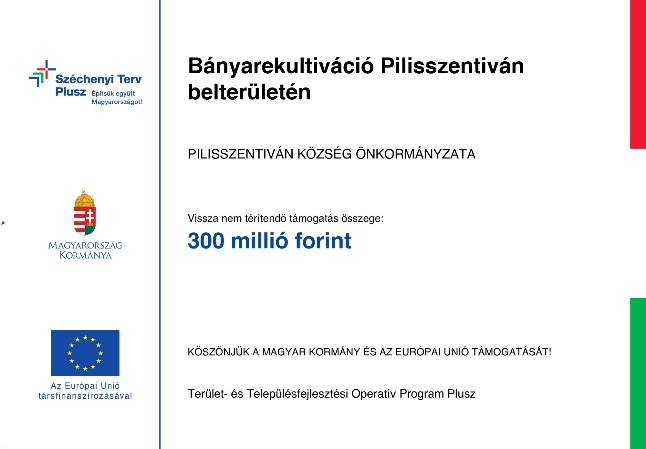 Széchenyi Terv
Plusz Építsük együtt
Magyarországot!
MAGYARORSZÁG
KORMÁNYA
Az Európai Unió
társfinanszírozásával
Bányarekultiváció Pilisszentiván
belterületén
PILISSZENTIVÁN KÖZSÉG ÖNKORMÁNYZATA
Vissza nem térítendő támogatás összege:
300 millió forint
KÖSZÖNJÜK A MAGYAR KORMÁNY ÉS AZ EURÓPAI UNIÓ TÁMOGATÁSÁT!
Terület- és Településfejlesztési Operatív Program Plusz